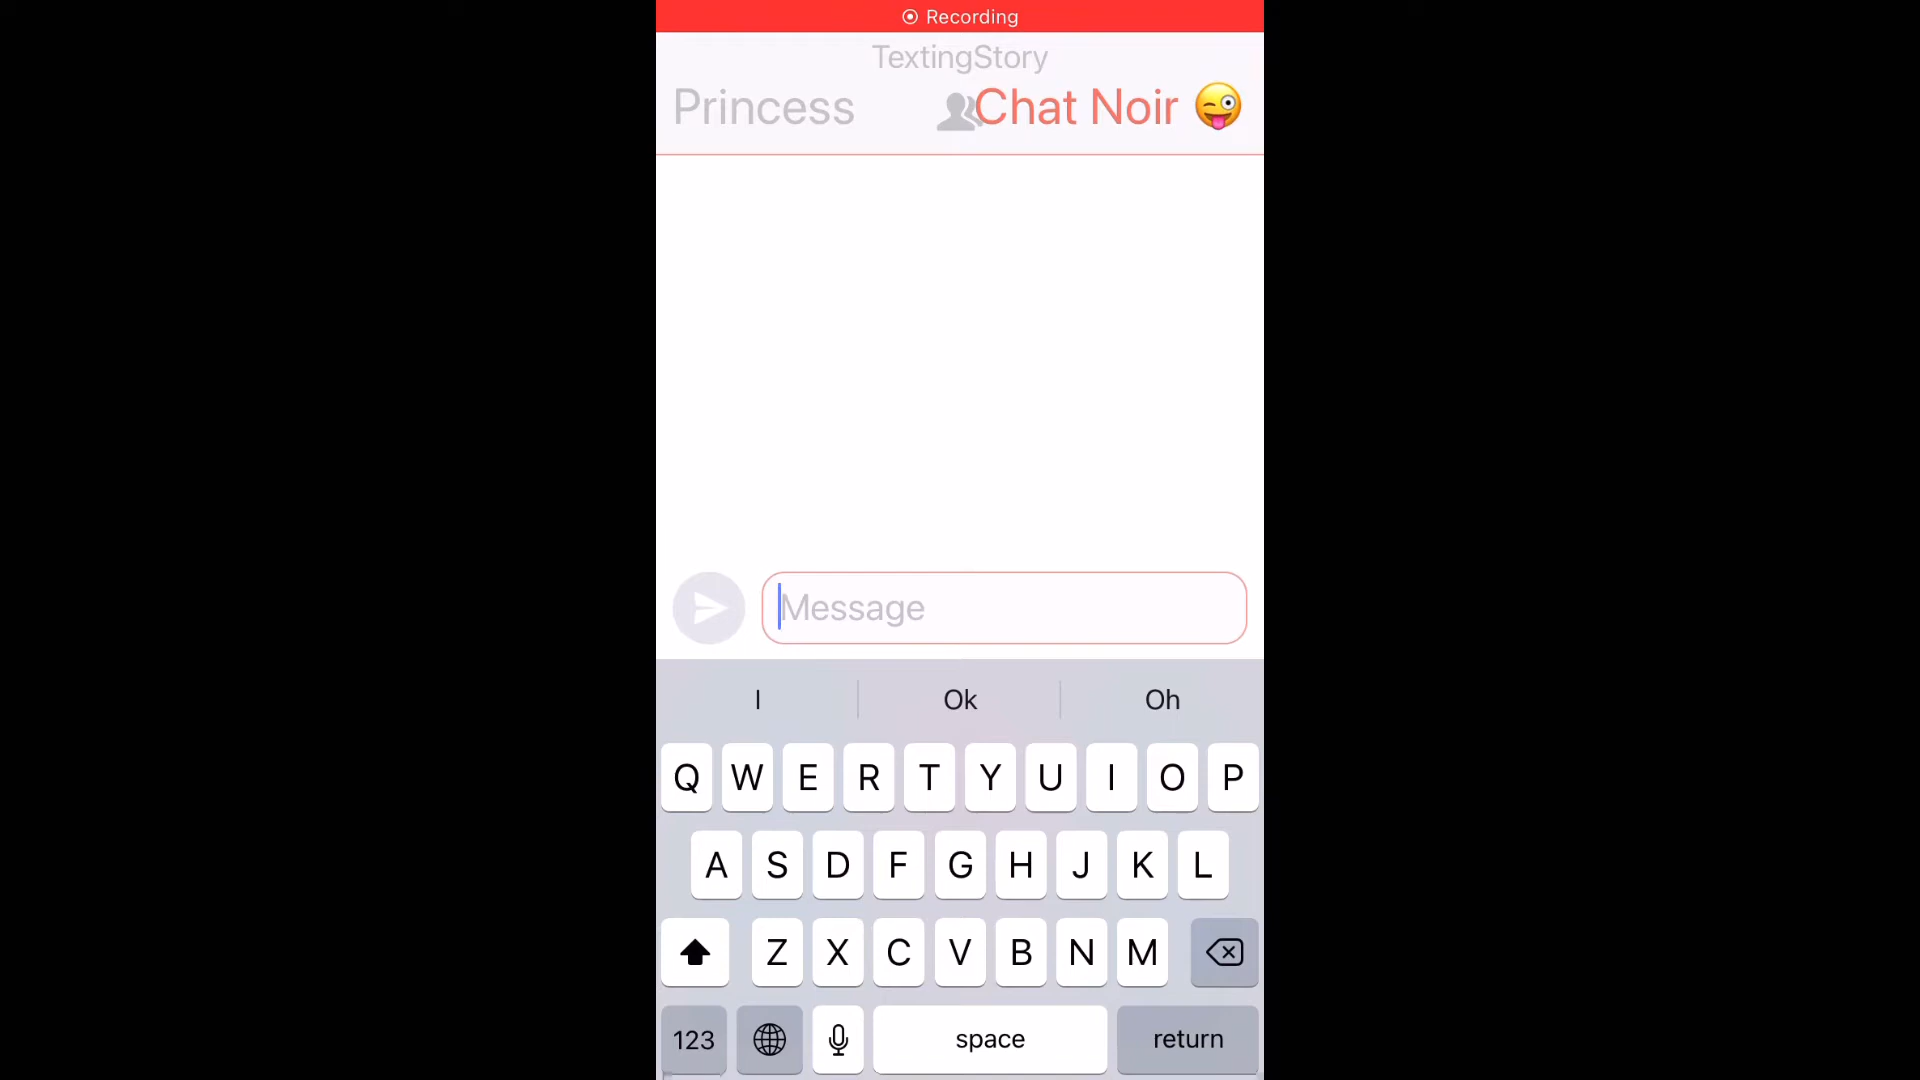 Recording
TextingStory
Princess Chat Noir 😜
Message
I Ok Oh
Q W E R T Y U I O P
A S D F G H J K L
Z X C V B N M
123 space return